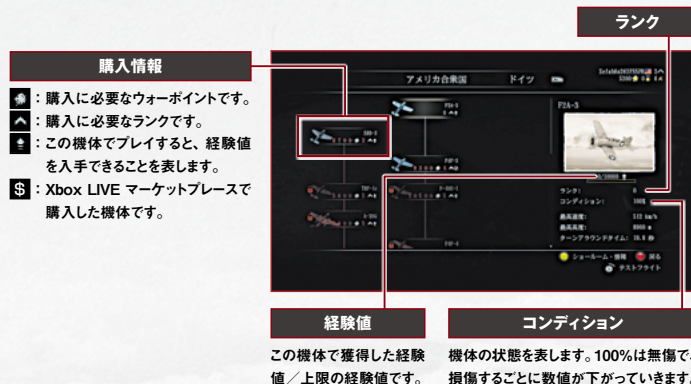 ランク
購入情報
：購入に必要なウォーポイントです。
：購入に必要なランクです。
：この機体でプレイすると、経験値
を入手できることを表します。
$：Xbox LIVE マーケットプレースで
購入した機体です。
アメリカ合衆国 ドイツ
F2A-3
ランク： 0
コンディション： 100%
最高速度： 512 km/h
最高高度：
ターンアラウンドタイム：
ショールーム・情報 戻る
テストフライト
経験値
この機体で獲得した経験
値／上限の経験値です。
コンディション
機体の状態を表します。100%は無傷で、
損傷するごとに数値が下がっていきます。